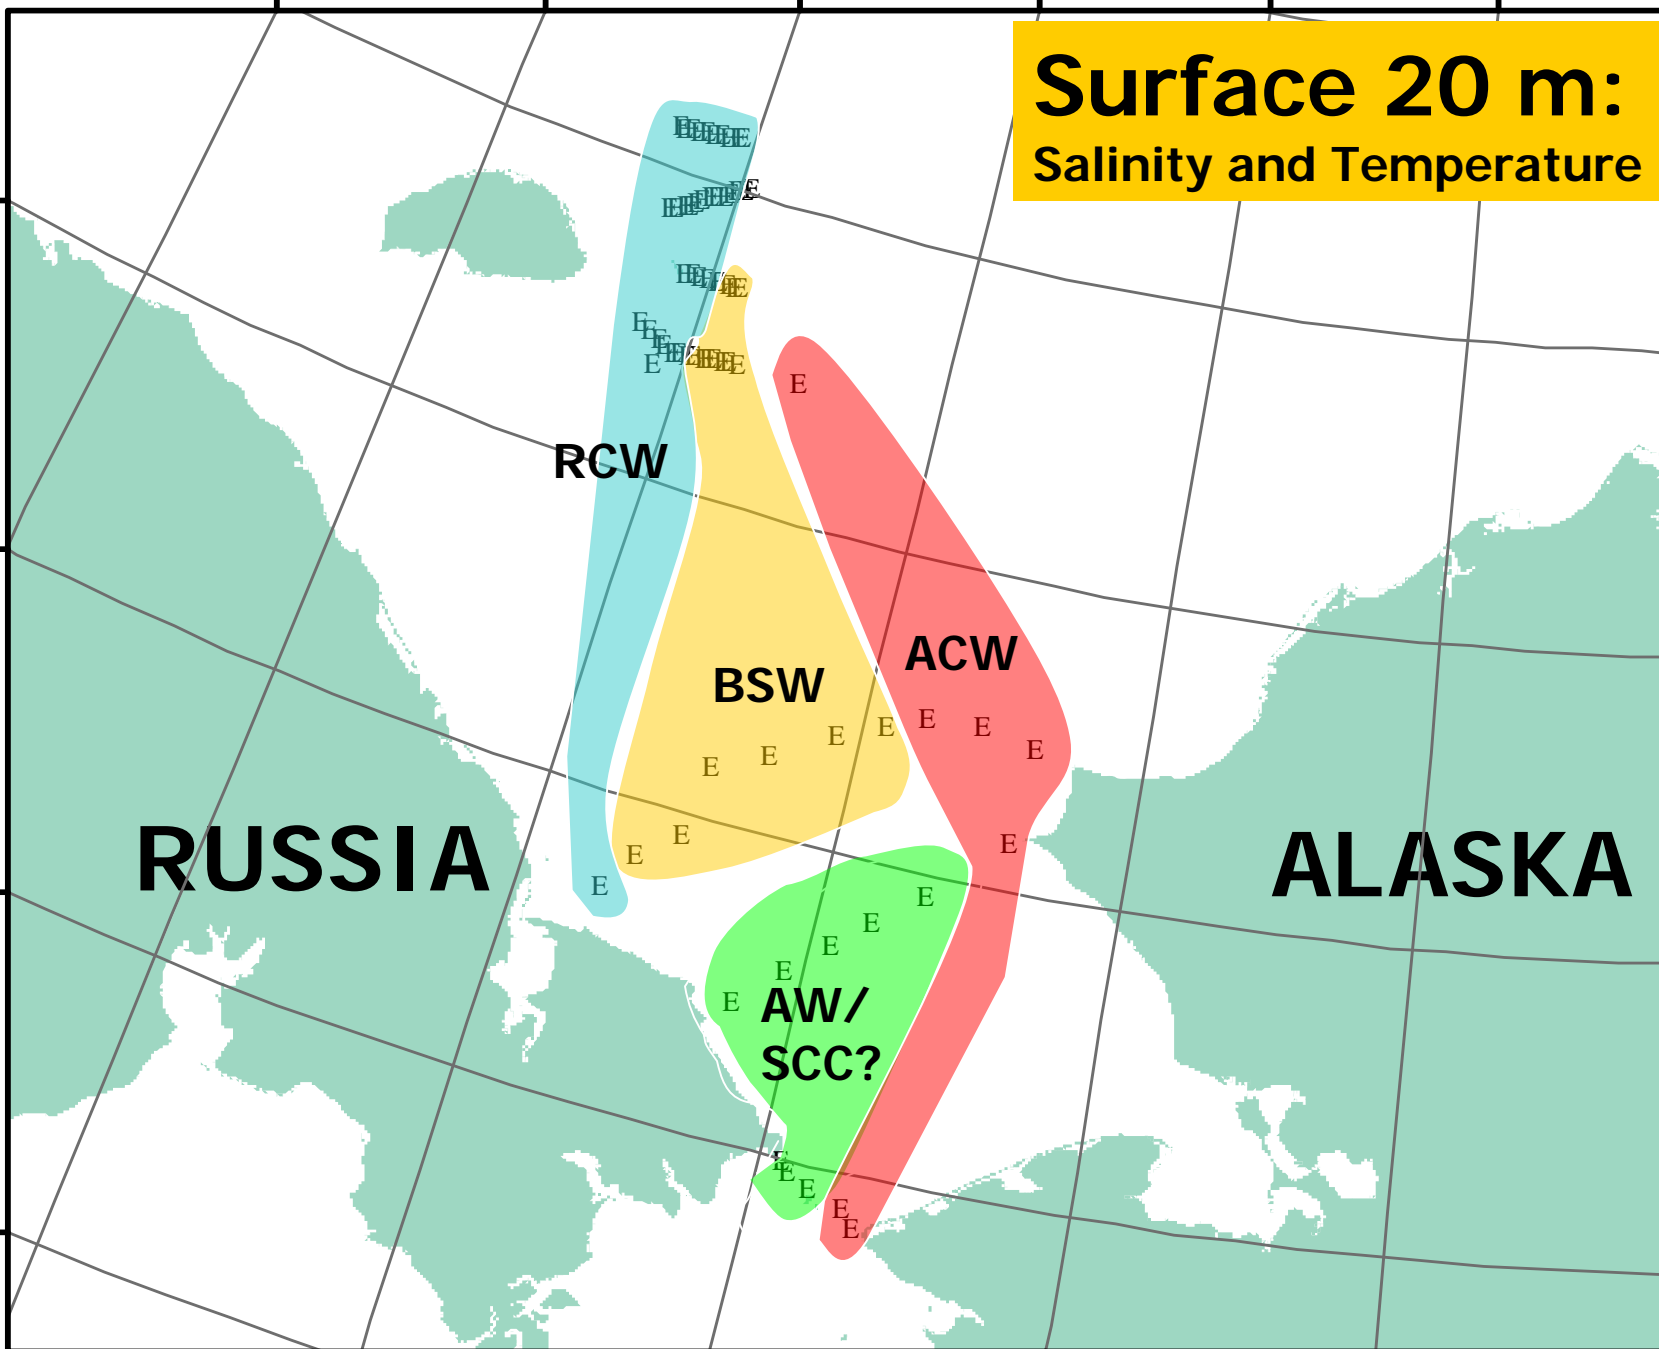 Surface 20 m:
Salinity and Temperature
E E E E E E E
E E E E E E E E E
E E E E E E E
E E E E E E E E E E E
E
E
RCW
ACW
BSW
E E E E E E E
E E E
E
RUSSIA
ALASKA
E E E E E
AW/
SCC?
E E E
E E